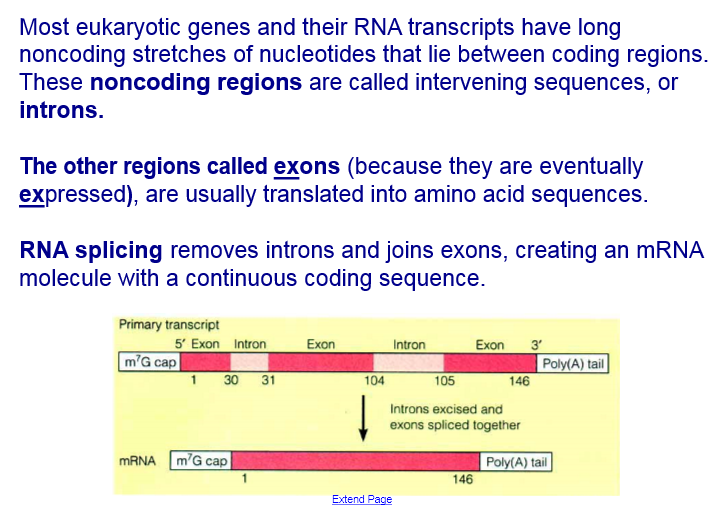 Most eukaryotic genes and their RNA transcripts have long
noncoding stretches of nucleotides that lie between coding regions.
These noncoding regions are called intervening sequences, or
introns.
The other regions called exons (because they are eventually
expressed), are usually translated into amino acid sequences.
RNA splicing removes introns and joins exons, creating an mRNA
molecule with a continuous coding sequence.
Primary transcript
5′ Exon Intron Exon Intron Exon 3′
m⁷G cap Poly(A) tail
1 30 31 104 105 146
Introns excised and
exons spliced together
mRNA m⁷G cap Poly(A) tail
1 146
Extend Page